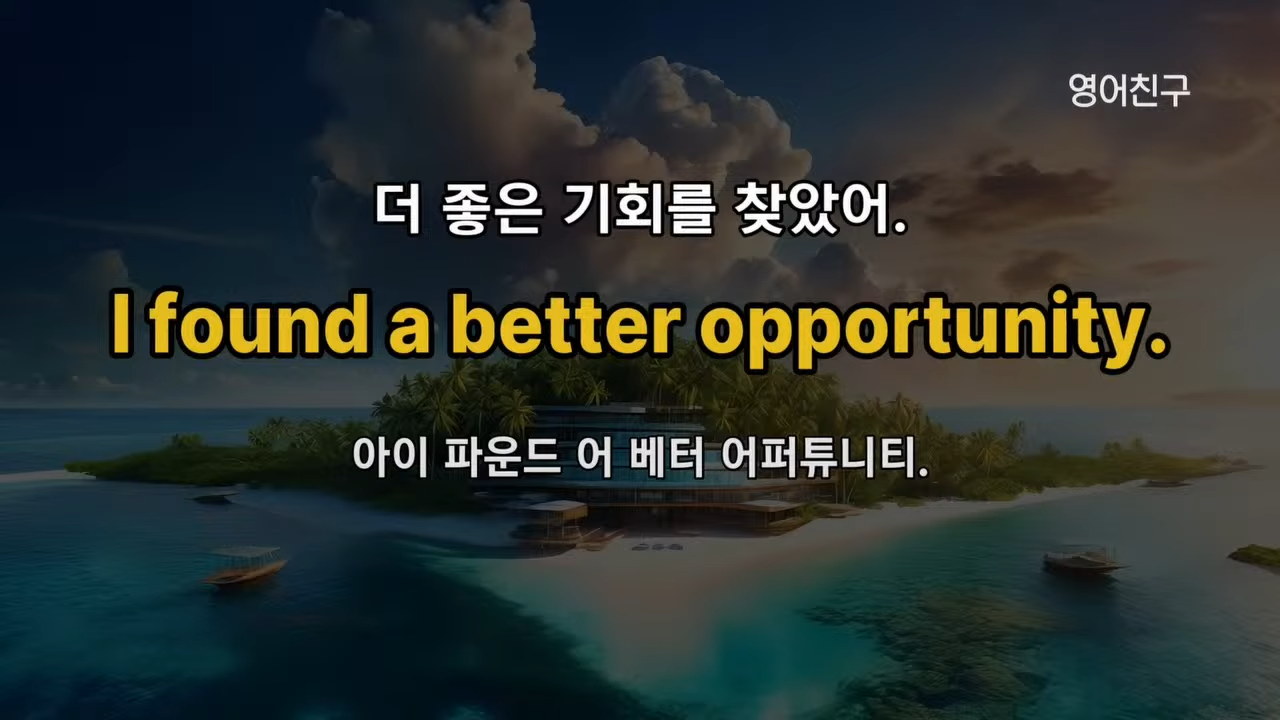 영어친구
더 좋은 기회를 찾았어.
I found a better opportunity.
아이 파운드 어 베터 어퍼튜니티.